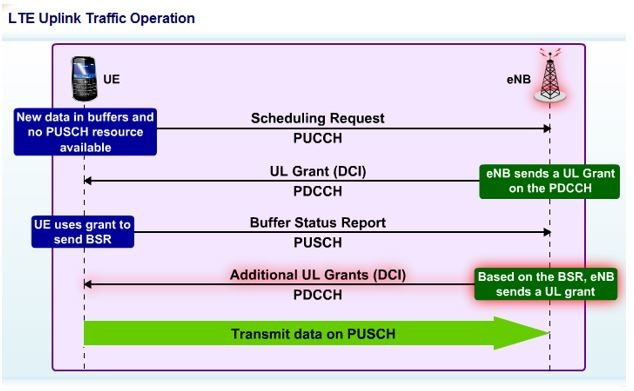 LTE Uplink Traffic Operation
UE
eNB
New data in buffers and
no PUSCH resource
available
Scheduling Request
PUCCH
UL Grant (DCI)
PDCCH
eNB sends a UL Grant
on the PDCCH
UE uses grant to
send BSR
Buffer Status Report
PUSCH
Additional UL Grants (DCI)
PDCCH
Based on the BSR, eNB
sends a UL grant
Transmit data on PUSCH